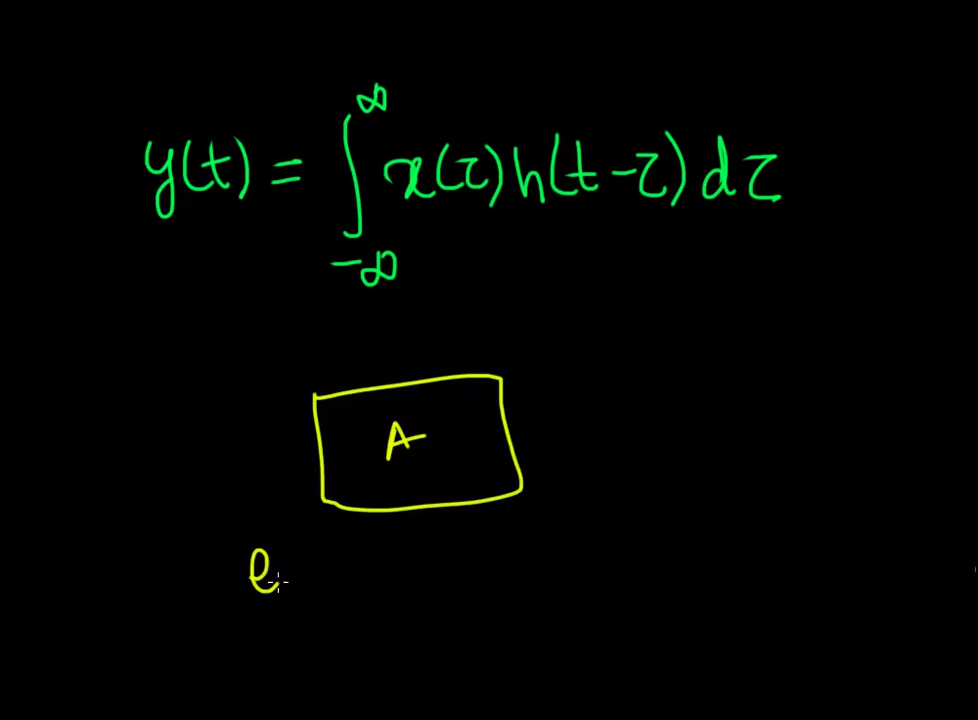 y(t) = ∫_{-∞}^{∞} x(τ)h(t-τ)dτ
A
e